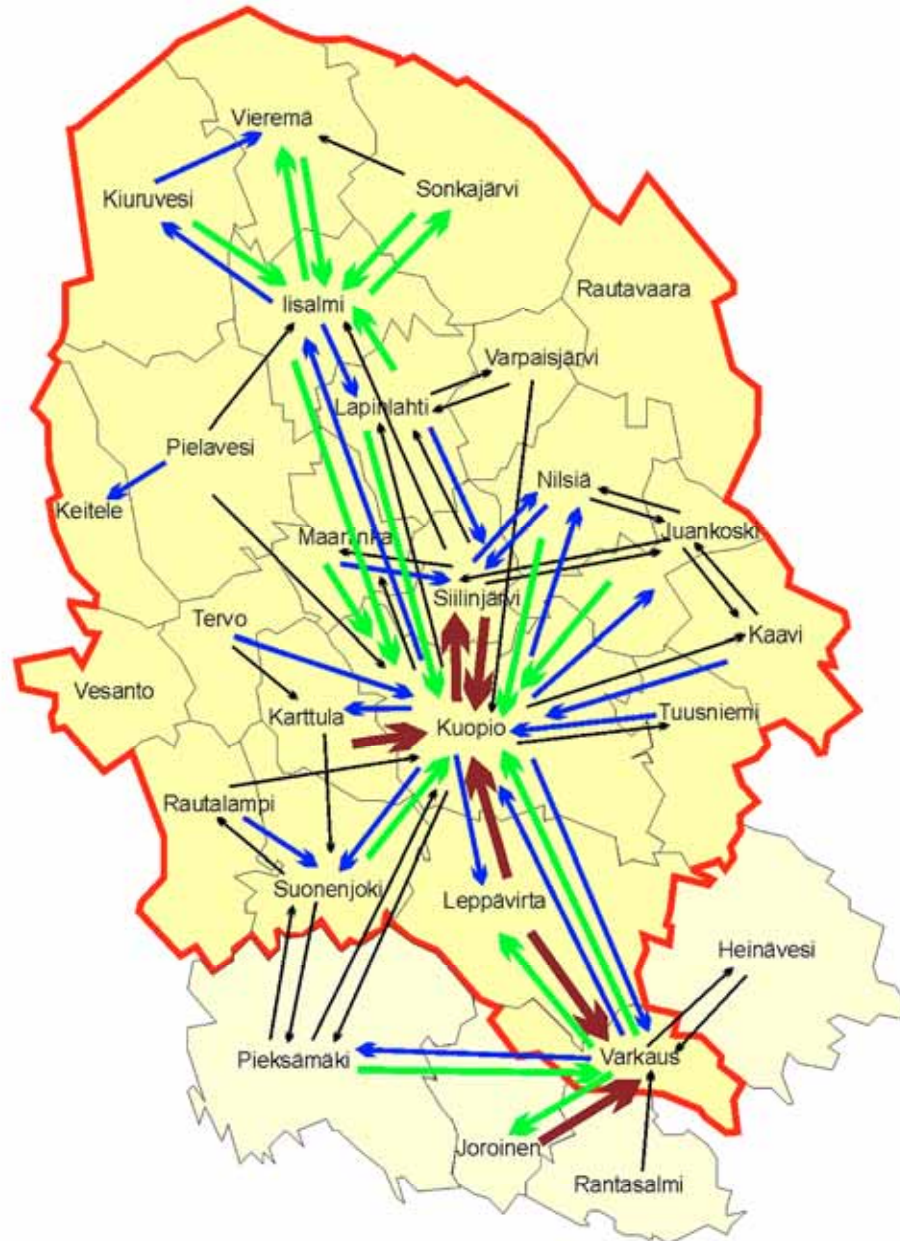 Vieremä
Sonkajärvi
Kiuruvesi
Rautavaara
Iisalmi
Varpaisjärvi
Lapinlahti
Pielavesi
Nilsiä
Keitele
Juankoski
Maaninka
Siilinjärvi
Tervo
Kaavi
Vesanto
Karttula
Tuusniemi
Kuopio
Rautalampi
Suonenjoki
Leppävirta
Heinävesi
Pieksämäki
Varkaus
Joroinen
Rantasalmi